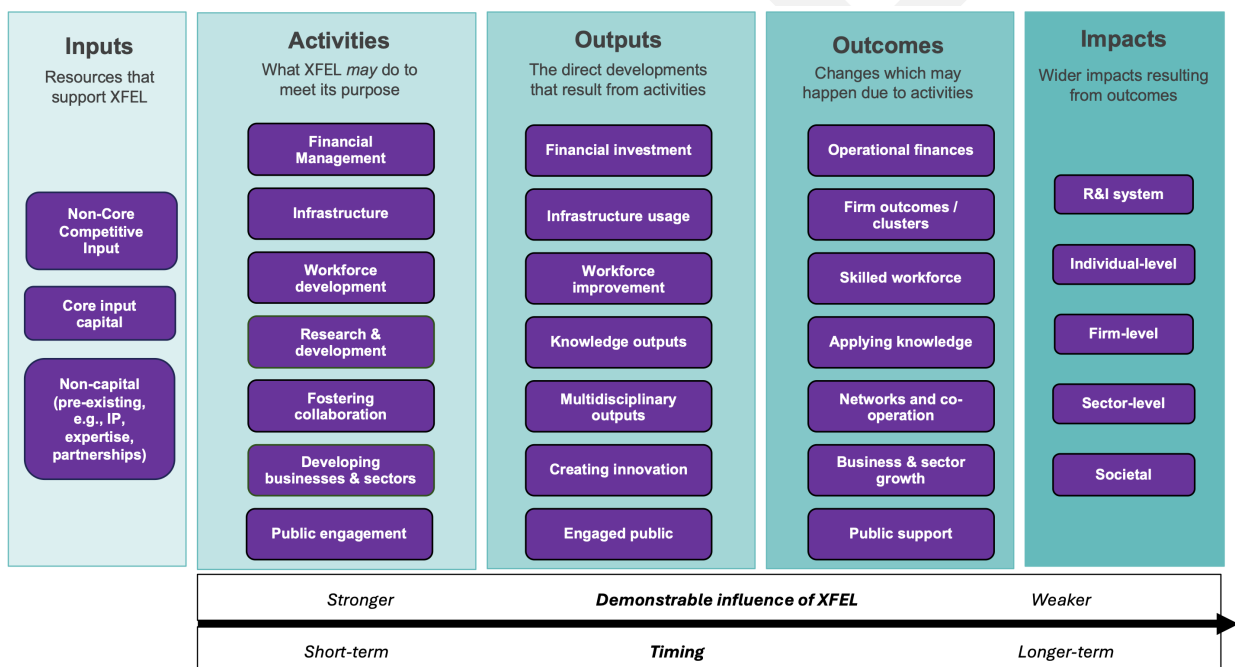 Inputs
Resources that
support XFEL
Non-Core
Competitive
Input
Core input
capital
Non-capital
(pre-existing,
e.g., IP,
expertise,
partnerships)
Activities
What XFEL may do to
meet its purpose
Financial
Management
Infrastructure
Workforce
development
Research &
development
Fostering
collaboration
Developing
businesses & sectors
Public engagement
Outputs
The direct developments
that result from activities
Financial investment
Infrastructure usage
Workforce
improvement
Knowledge outputs
Multidisciplinary
outputs
Creating innovation
Engaged public
Outcomes
Changes which may
happen due to activities
Operational finances
Firm outcomes /
clusters
Skilled workforce
Applying knowledge
Networks and co-
operation
Business & sector
growth
Public support
Impacts
Wider impacts resulting
from outcomes
R&I system
Individual-level
Firm-level
Sector-level
Societal
Stronger Demonstrable influence of XFEL Weaker
Short-term Timing Longer-term